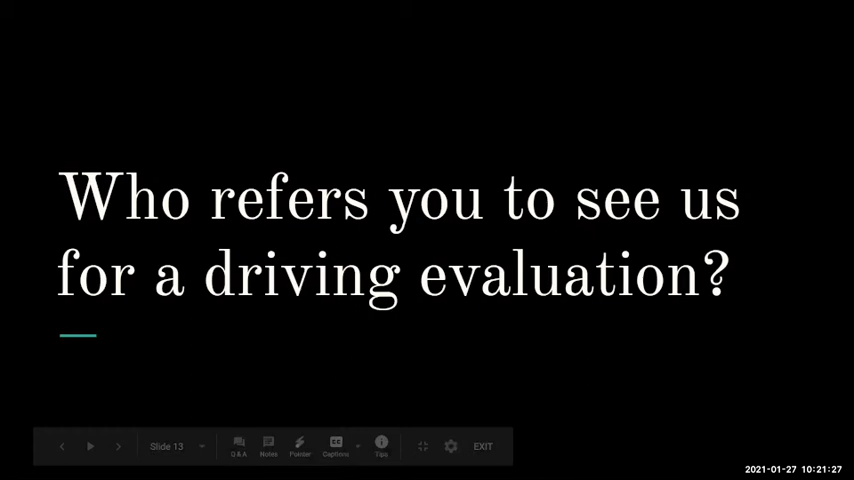 Who refers you to see us
for a driving evaluation?
Slide 13
Q&A
Notes
Pointer
Captions
Tips
EXIT
2021-01-27 10:21:27